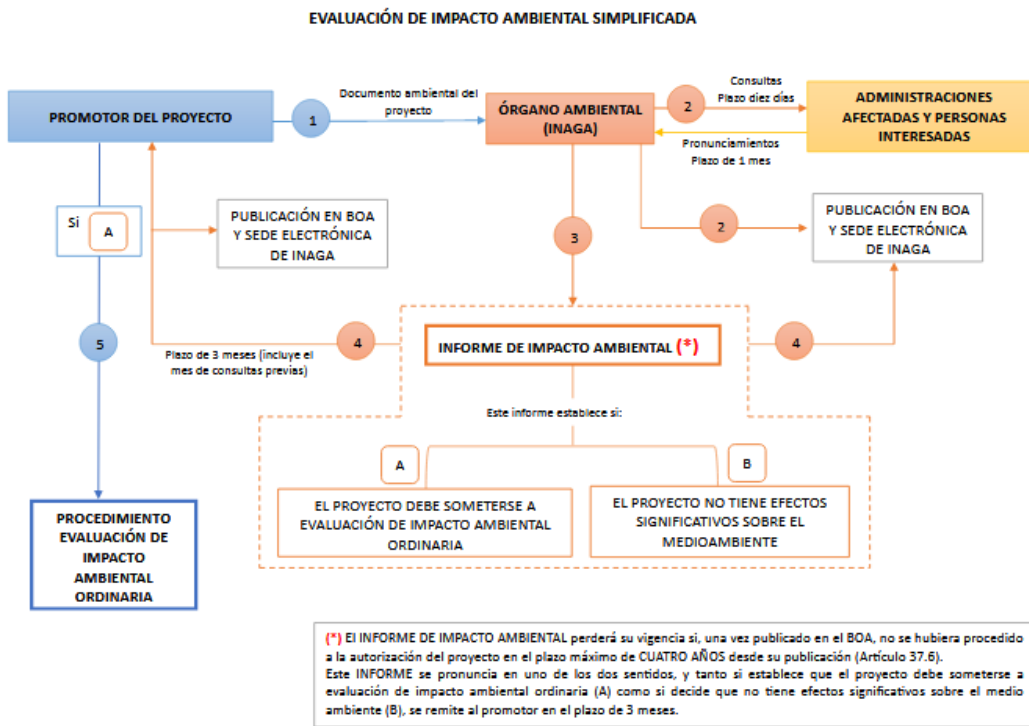 EVALUACIÓN DE IMPACTO AMBIENTAL SIMPLIFICADA
PROMOTOR DEL PROYECTO
1
Documento ambiental del
proyecto
ÓRGANO AMBIENTAL
(INAGA)
2
Consultas
Plazo diez días
Pronunciamientos
Plazo de 1 mes
ADMINISTRACIONES
AFECTADAS Y PERSONAS
INTERESADAS
Si
A
PUBLICACIÓN EN BOA
Y SEDE ELECTRÓNICA
DE INAGA
3
2
PUBLICACIÓN EN BOA
Y SEDE ELECTRÓNICA
DE INAGA
5
Plazo de 3 meses (incluye el
mes de consultas previas)
4
INFORME DE IMPACTO AMBIENTAL (*)
4
Este informe establece si:
A
B
EL PROYECTO DEBE SOMETERSE A
EVALUACIÓN DE IMPACTO AMBIENTAL
ORDINARIA
EL PROYECTO NO TIENE EFECTOS
SIGNIFICATIVOS SOBRE EL
MEDIOAMBIENTE
PROCEDIMIENTO
EVALUACIÓN DE
IMPACTO
AMBIENTAL
ORDINARIA
(*) El INFORME DE IMPACTO AMBIENTAL perderá su vigencia si, una vez publicado en el BOA, no se hubiera procedido
a la autorización del proyecto en el plazo máximo de CUATRO AÑOS desde su publicación (Artículo 37.6).
Este INFORME se pronuncia en uno de los dos sentidos, y tanto si establece que el proyecto debe someterse a
evaluación de impacto ambiental ordinaria (A) como si decide que no tiene efectos significativos sobre el medio
ambiente (B), se remite al promotor en el plazo de 3 meses.